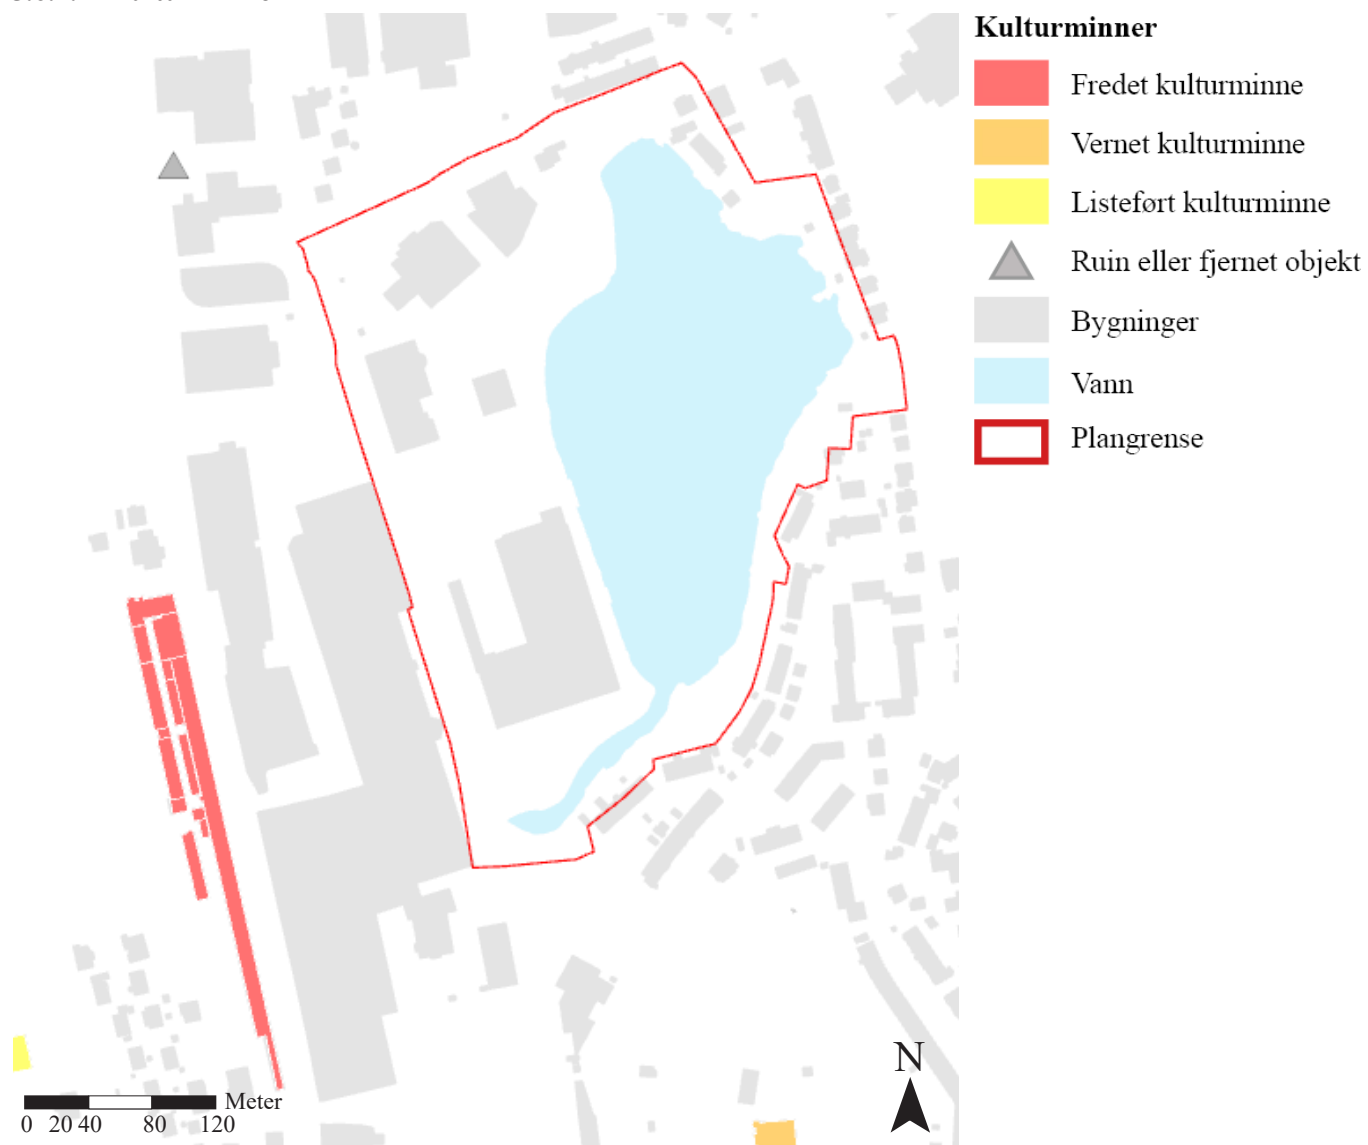 Kulturminner
Fredet kulturminne
Vernet kulturminne
Listeført kulturminne
Ruin eller fjernet objekt
Bygninger
Vann
Plangrense
N
Meter
0 20 40 80 120